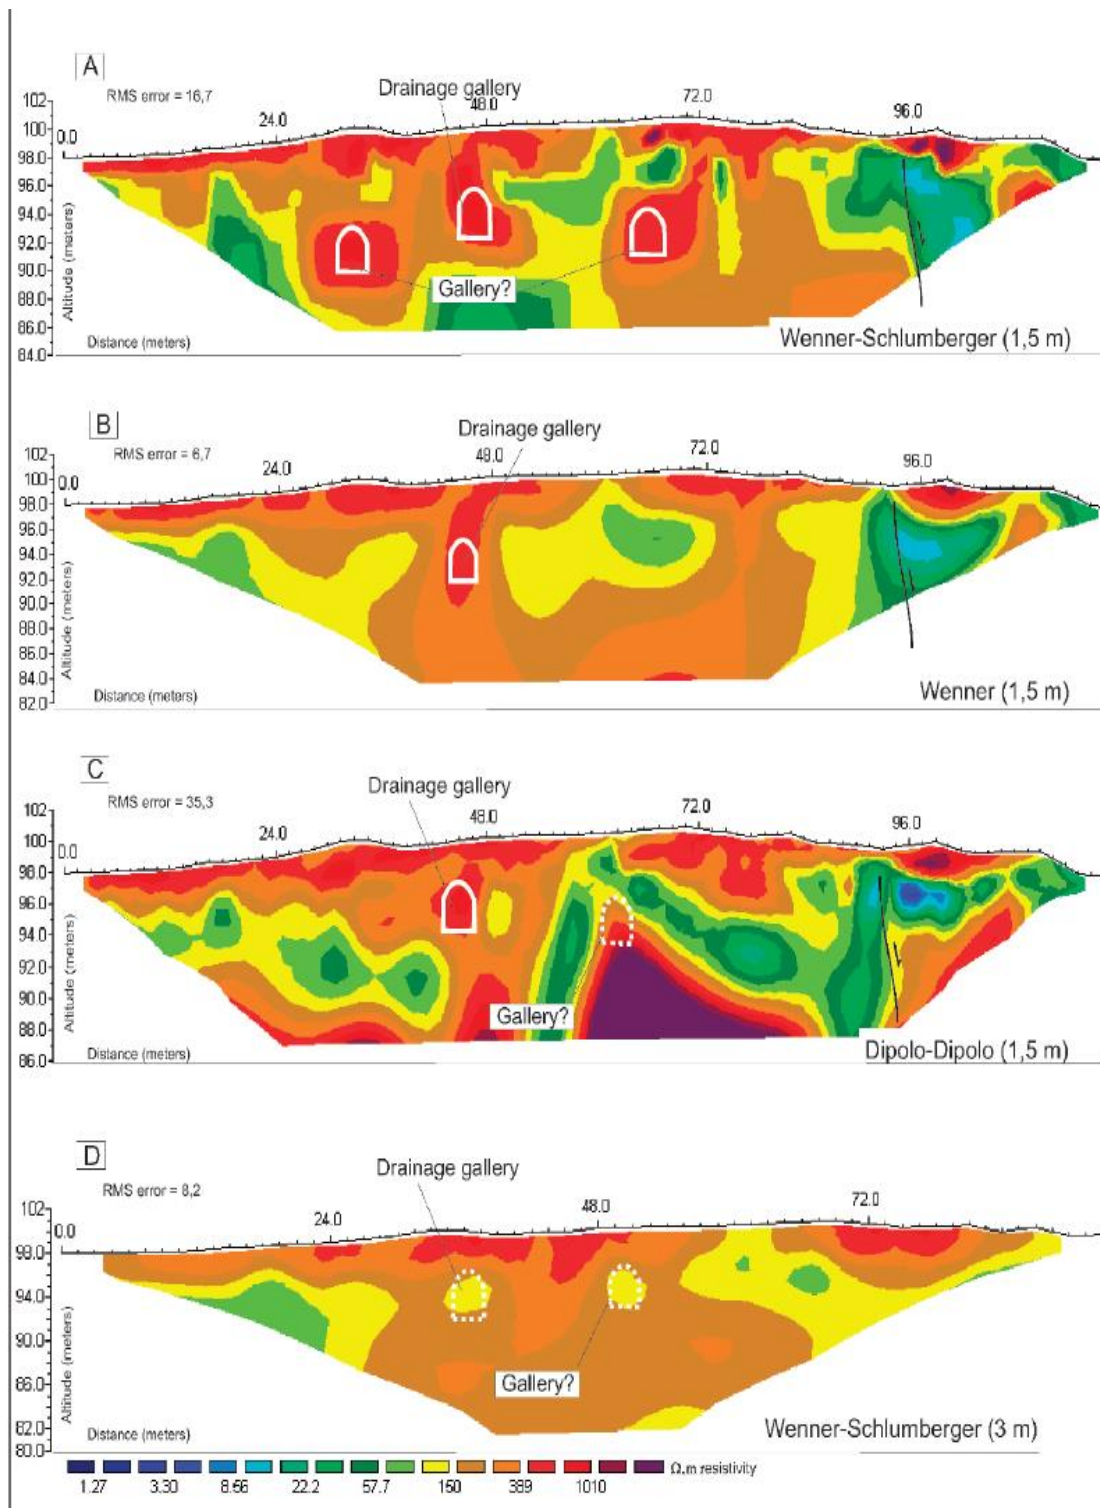 A
Drainage gallery
RMS error = 16,7
102
100
98.0
96.0
94.0
92.0
90.0
88.0
86.0
84.0
0.0
24.0
48.0
72.0
96.0
Altitude (meters)
Gallery?
Distance (meters)
Wenner-Schlumberger (1,5 m)
B
Drainage gallery
RMS error = 6,7
102
100
98.0
96.0
94.0
92.0
90.0
88.0
86.0
84.0
82.0
0.0
24.0
48.0
72.0
96.0
Altitude (meters)
Distance (meters)
Wenner (1,5 m)
C
Drainage gallery
RMS error = 35,3
102
100
98.0
96.0
94.0
92.0
90.0
88.0
86.0
0.0
24.0
48.0
72.0
96.0
Altitude (meters)
Gallery?
Distance (meters)
Dipolo-Dipolo (1,5 m)
D
Drainage gallery
RMS error = 8,2
102
98.0
94.0
90.0
86.0
82.0
80.0
0.0
24.0
48.0
72.0
Altitude (meters)
Gallery?
Distance (meters)
Wenner-Schlumberger (3 m)
Ω.m resistivity
1.27 3.30 8.56 22.2 57.7 150 389 1010